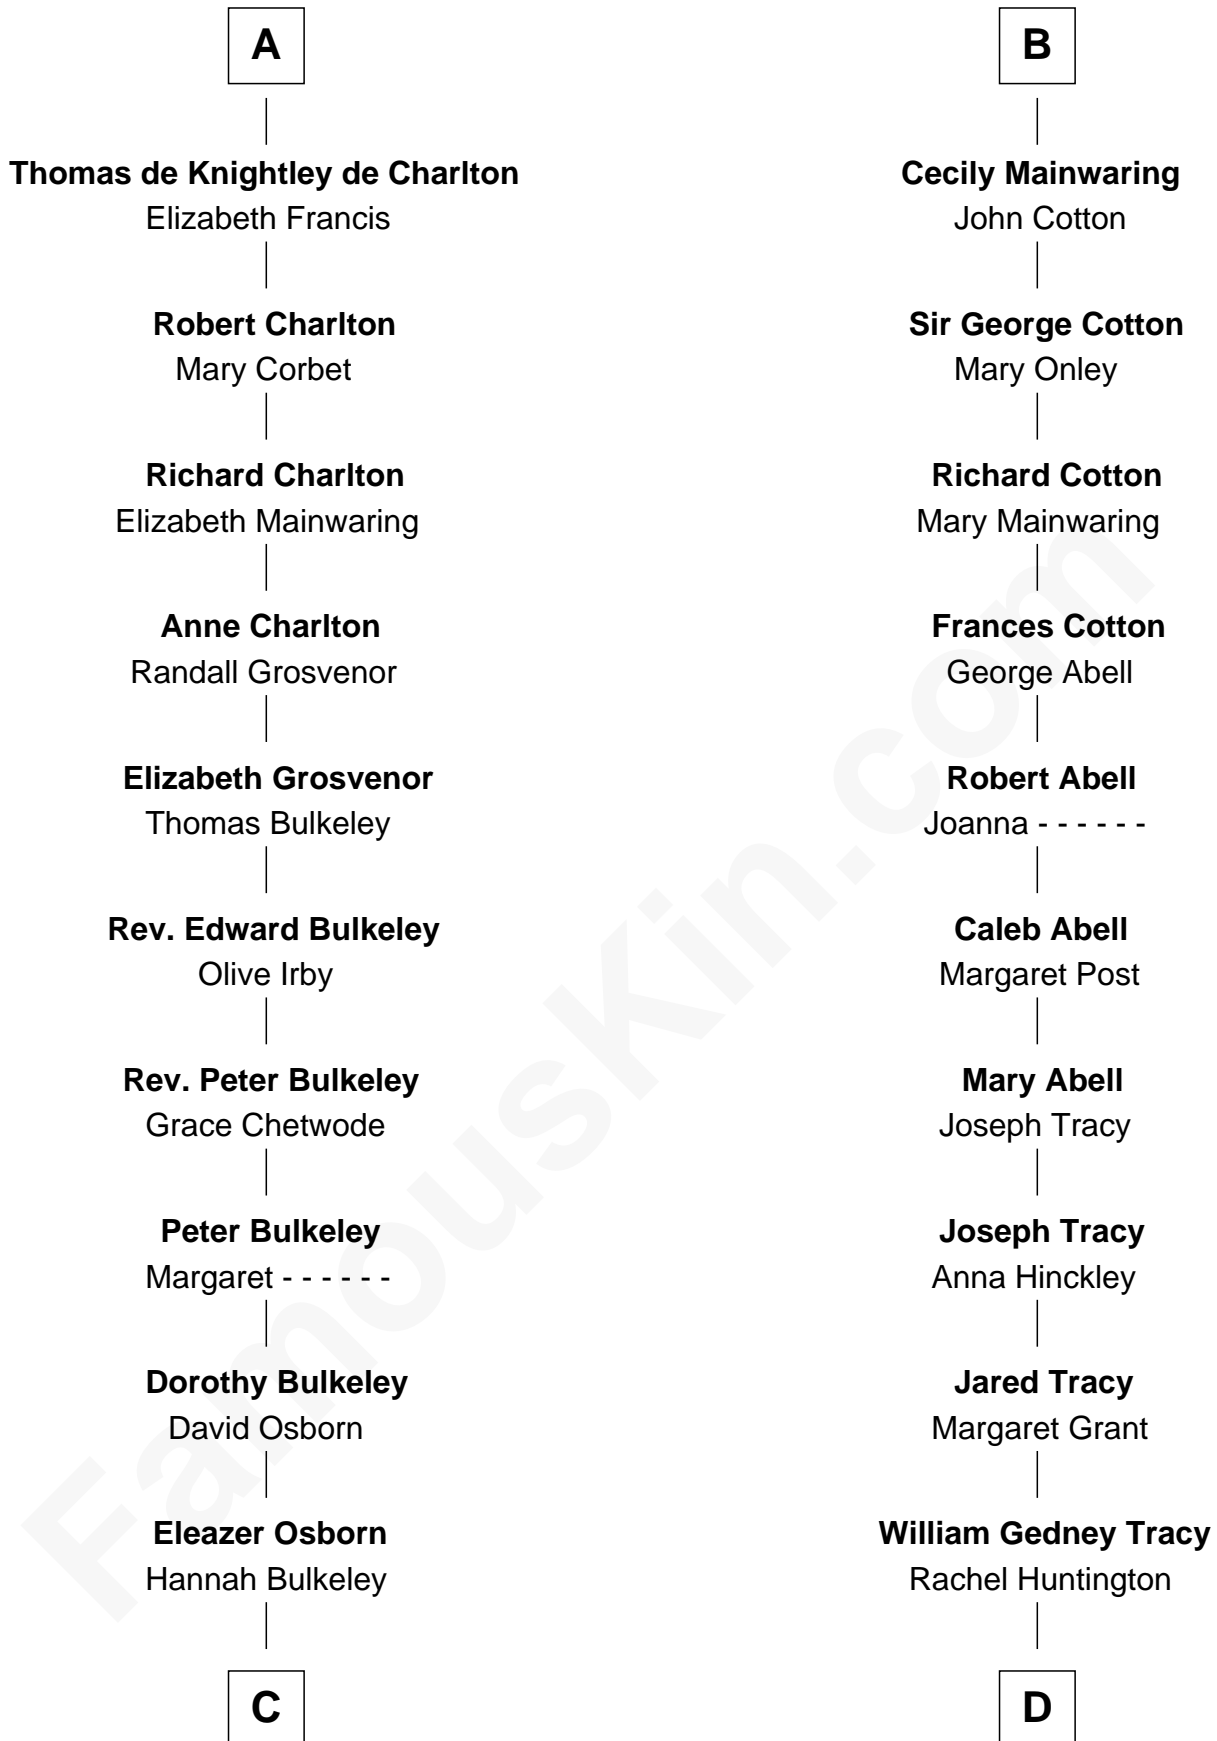 A
Thomas de Knightley de Charlton
Elizabeth Francis
Robert Charlton
Mary Corbet
Richard Charlton
Elizabeth Mainwaring
Anne Charlton
Randall Grosvenor
Elizabeth Grosvenor
Thomas Bulkeley
Rev. Edward Bulkeley
Olive Irby
Rev. Peter Bulkeley
Grace Chetwode
Peter Bulkeley
Margaret - - - - - -
Dorothy Bulkeley
David Osborn
Eleazer Osborn
Hannah Bulkeley
C
B
Cecily Mainwaring
John Cotton
Sir George Cotton
Mary Onley
Richard Cotton
Mary Mainwaring
Frances Cotton
George Abell
Robert Abell
Joanna - - - - - -
Caleb Abell
Margaret Post
Mary Abell
Joseph Tracy
Joseph Tracy
Anna Hinckley
Jared Tracy
Margaret Grant
William Gedney Tracy
Rachel Huntington
D
FamousKin.com